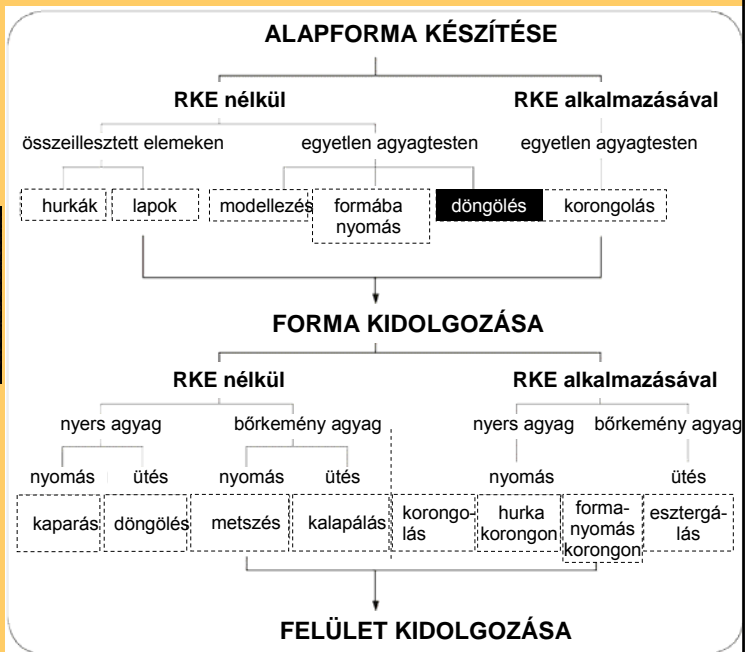 ALAPFORMA KÉSZÍTÉSE
RKE nélkül RKE alkalmazásával
összeillesztett elemeken egyetlen agyagtesten egyetlen agyagtesten
hurkák lapok modellezés formába nyomás döngölés korongolás
FORMA KIDOLGOZÁSA
RKE nélkül RKE alkalmazásával
nyers agyag bőrkemény agyag nyers agyag bőrkemény agyag
nyomás ütés nyomás ütés nyomás ütés
kaparás döngölés metszés kalapálás korongo-
lás hurka
korongon forma-
nyomás
korongon esztergá-
lás
FELÜLET KIDOLGOZÁSA